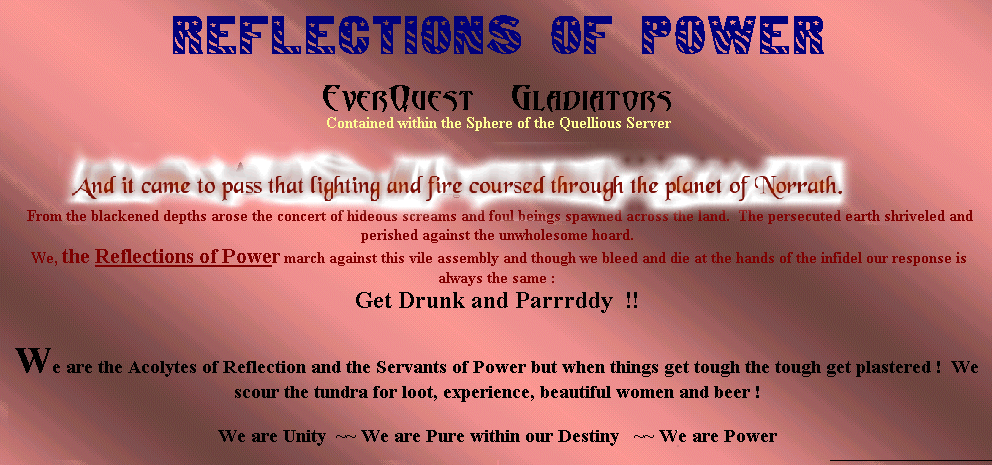 REFLECTIONS OF POWER
EverQuest Gladiators
Contained within the Sphere of the Quellious Server
And it came to pass that lighting and fire coursed through the planet of Norrath.
From the blackened depths arose the concert of hideous screams and foul beings spawned across the land. The persecuted earth shriveled and
perished against the unwholesome hoard.
We, the Reflections of Power march against this vile assembly and though we bleed and die at the hands of the infidel our response is
always the same :
Get Drunk and Parrrddy !!
We are the Acolytes of Reflection and the Servants of Power but when things get tough the tough get plastered ! We
scour the tundra for loot, experience, beautiful women and beer !
We are Unity ~~ We are Pure within our Destiny ~~ We are Power